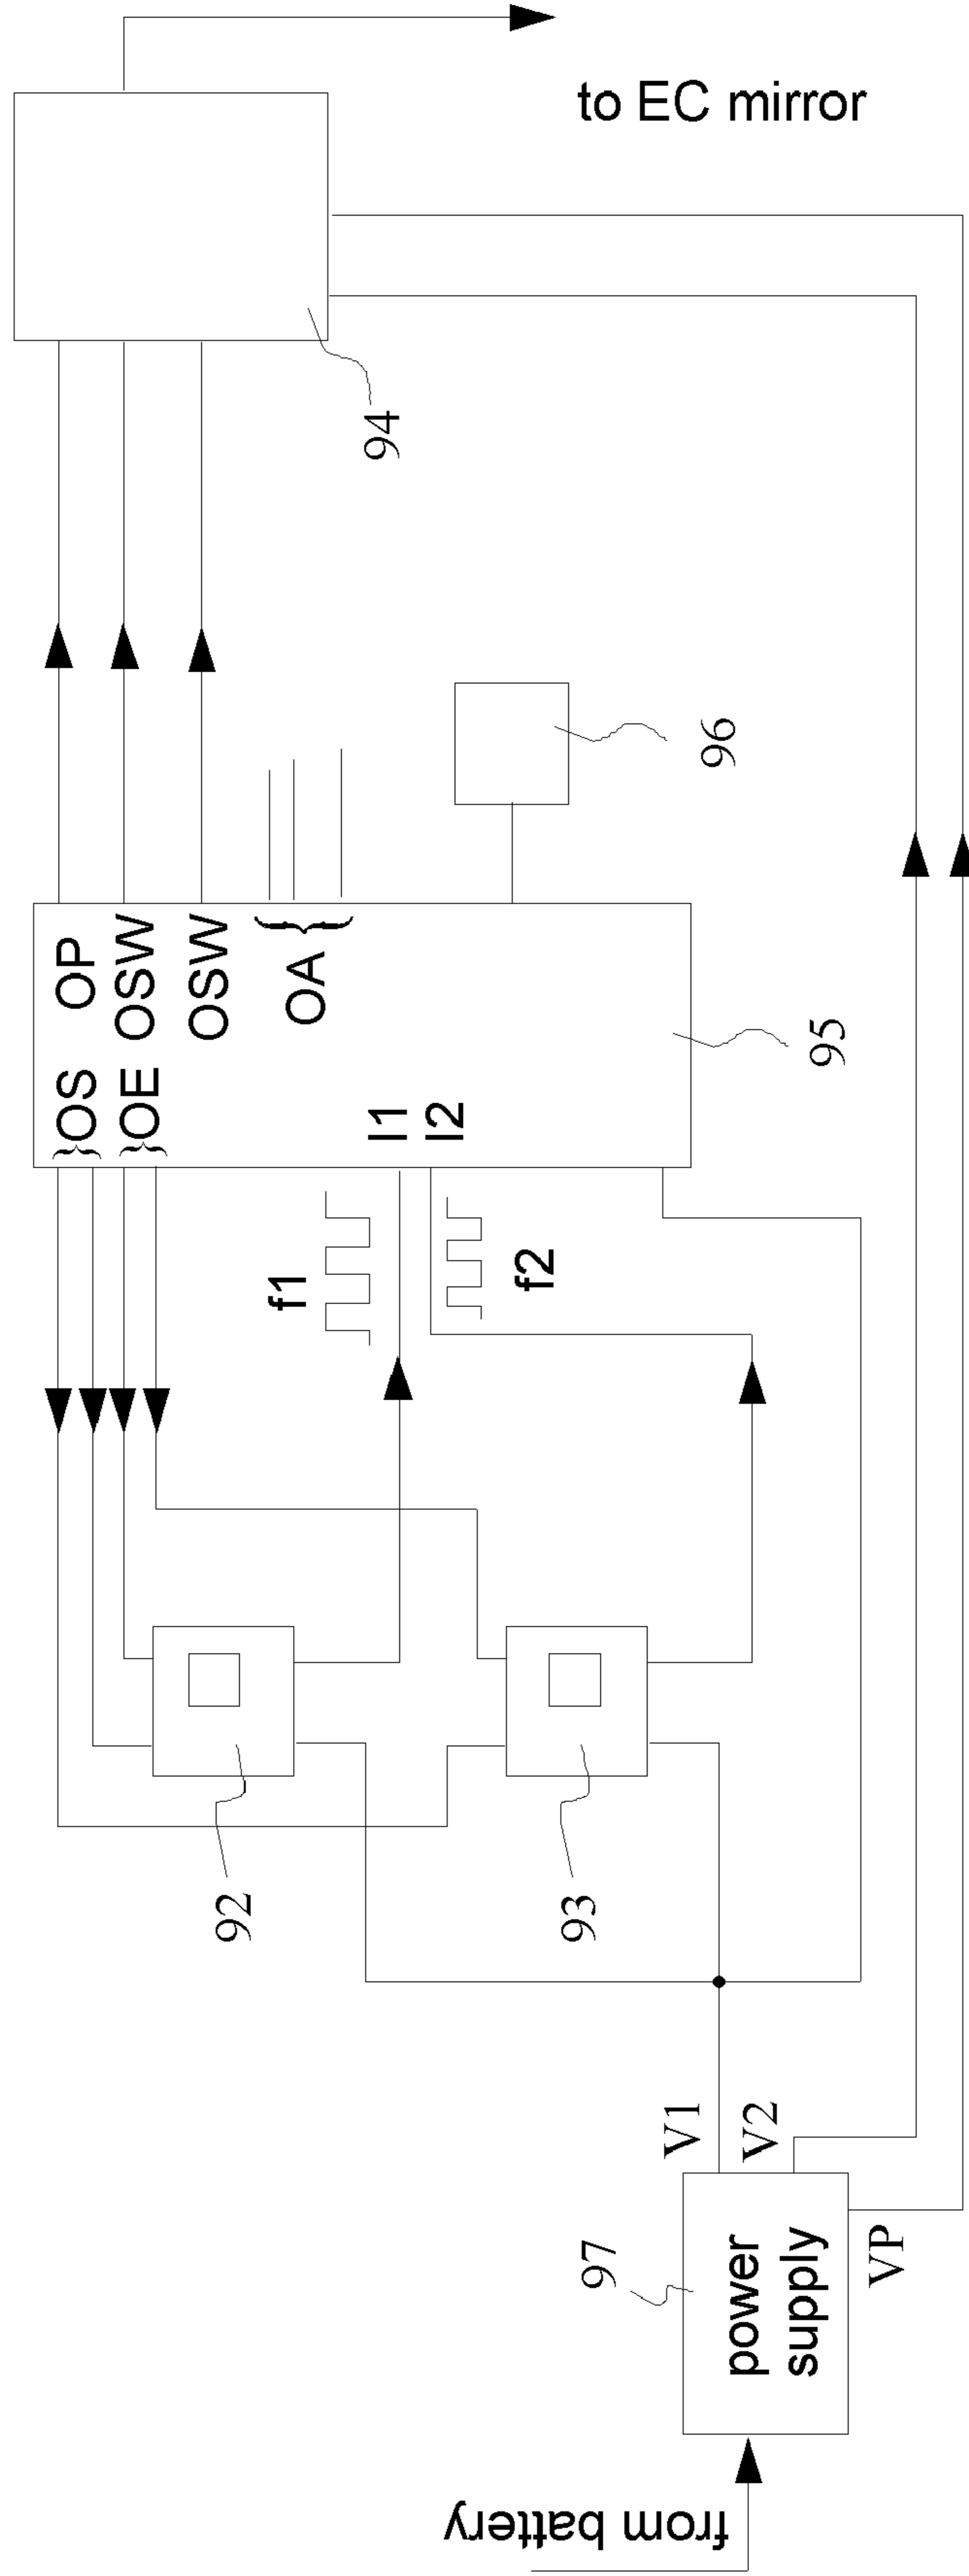 to EC mirror
94
96
OP
OSW
OSW
OA
OS
OE
I1
I2
95
f1
f2
92
93
V1
V2
VP
97
power
supply
from battery